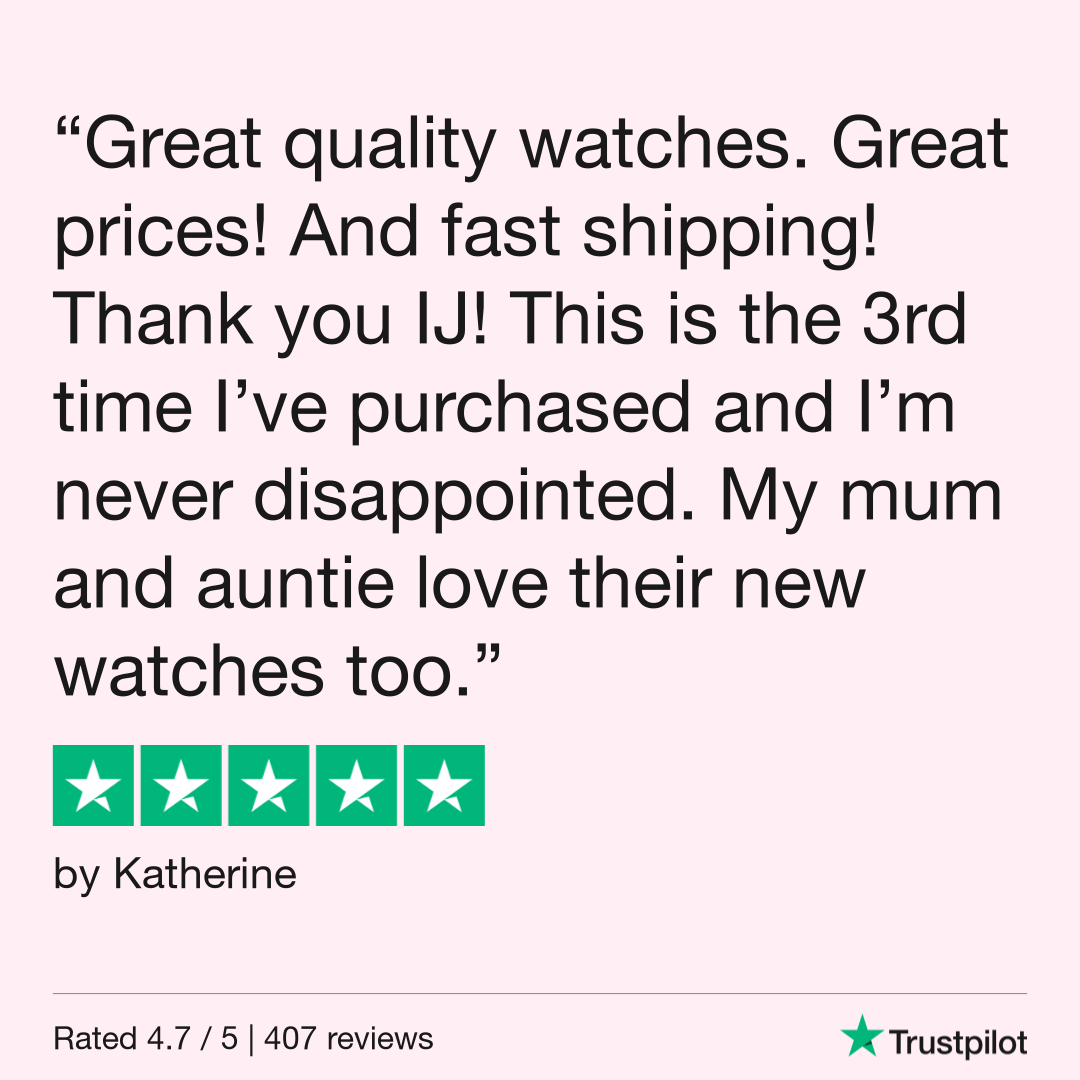 “Great quality watches. Great
prices! And fast shipping!
Thank you IJ! This is the 3rd
time I’ve purchased and I’m
never disappointed. My mum
and auntie love their new
watches too.”
by Katherine
Rated 4.7 / 5 | 407 reviews
Trustpilot